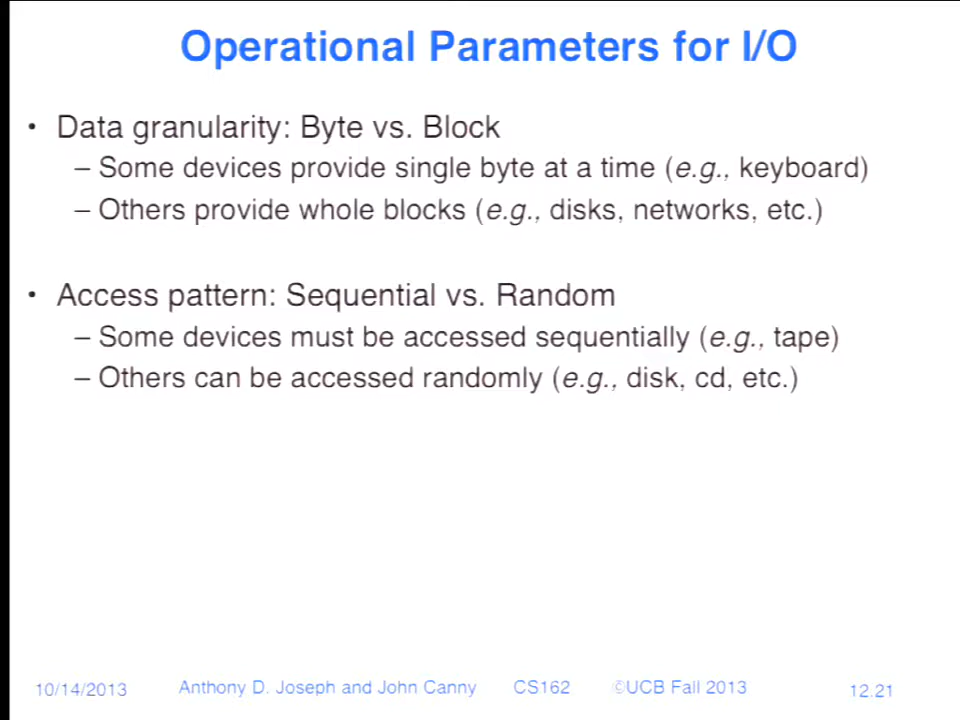 Operational Parameters for I/O
• Data granularity: Byte vs. Block
– Some devices provide single byte at a time (e.g., keyboard)
– Others provide whole blocks (e.g., disks, networks, etc.)
• Access pattern: Sequential vs. Random
– Some devices must be accessed sequentially (e.g., tape)
– Others can be accessed randomly (e.g., disk, cd, etc.)
10/14/2013 Anthony D. Joseph and John Canny CS162 ©UCB Fall 2013 12.21